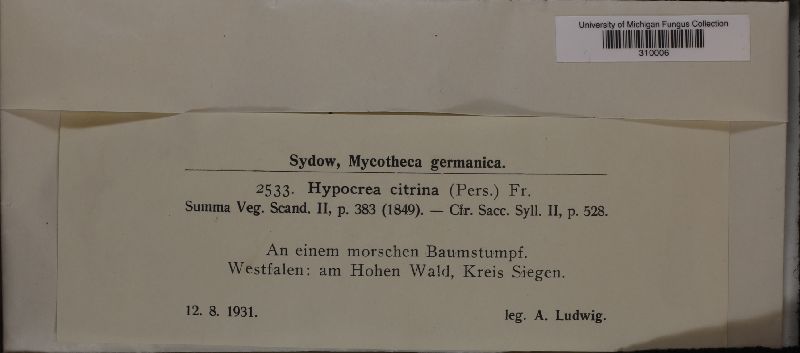 University of Michigan Fungus Collection
310006
Sydow, Mycotheca germanica.
2533. Hypocrea citrina (Pers.) Fr.
Summa Veg. Scand. II, p. 383 (1849). — Cfr. Sacc. Syll. II, p. 528.
An einem morschen Baumstumpf.
Westfalen: am Hohen Wald, Kreis Siegen.
12. 8. 1931. leg. A. Ludwig.